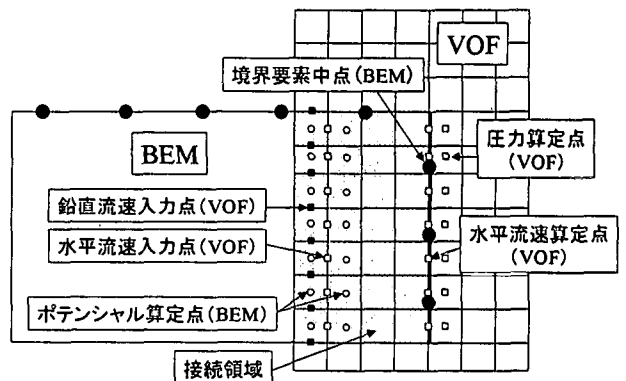 VOF
境界要素中点(BEM)
BEM
圧力算定点
(VOF)
鉛直流速入力点(VOF)
水平流速入力点(VOF)
水平流速算定点
(VOF)
ポテンシャル算定点(BEM)
接続領域